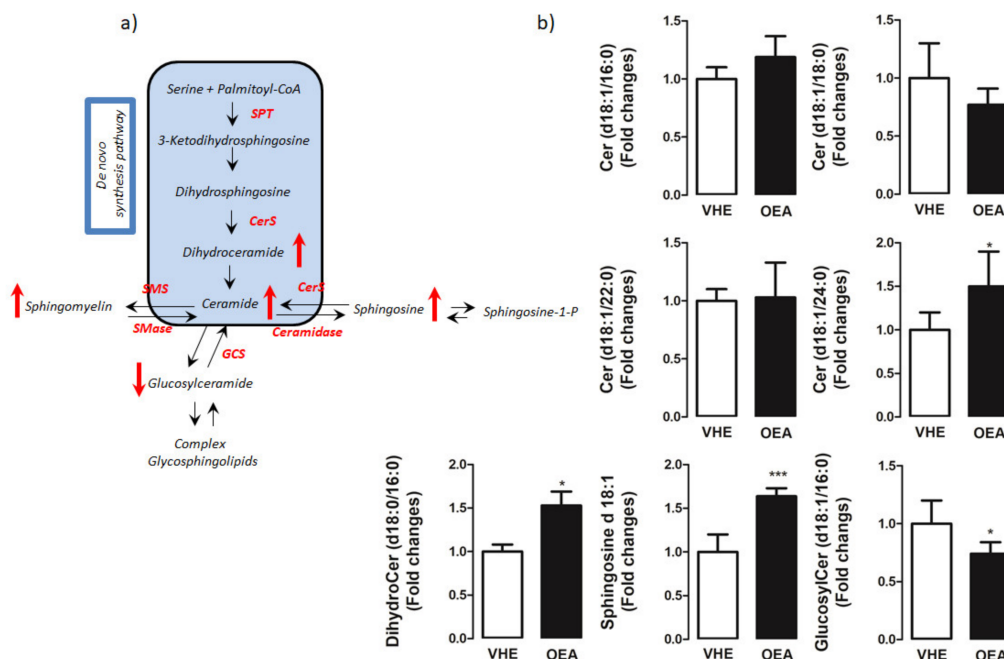 a)
De novo
synthesis pathway
Serine + Palmitoyl-CoA
SPT
3-Ketodihydrosphingosine
Dihydrosphingosine
CerS
Dihydroceramide
SMS
Ceramide
CerS
Sphingomyelin
Sphingosine
Sphingosine-1-P
SMase
Ceramidase
GCS
Glucosylceramide
Complex
Glycosphingolipids
b)
Cer (d18:1/16:0)
(Fold changes)
1.5
1.0
0.5
0.0
VHE OEA
Cer (d18:1/18:0)
(Fold changes)
1.5
1.0
0.5
0.0
VHE OEA
Cer (d18:1/22:0)
(Fold changes)
1.5
1.0
0.5
0.0
VHE OEA
Cer (d18:1/24:0)
(Fold changes)
2.0
1.5
1.0
0.5
0.0
*
VHE OEA
DihydroCer (d18:0/16:0)
(Fold changes)
2.0
1.5
1.0
0.5
0.0
*
VHE OEA
Sphingosine d 18:1
(Fold changes)
2.0
1.5
1.0
0.5
0.0
***
VHE OEA
GlucosylCer (d18:1/16:0)
(Fold changs)
1.5
1.0
0.5
0.0
*
VHE OEA